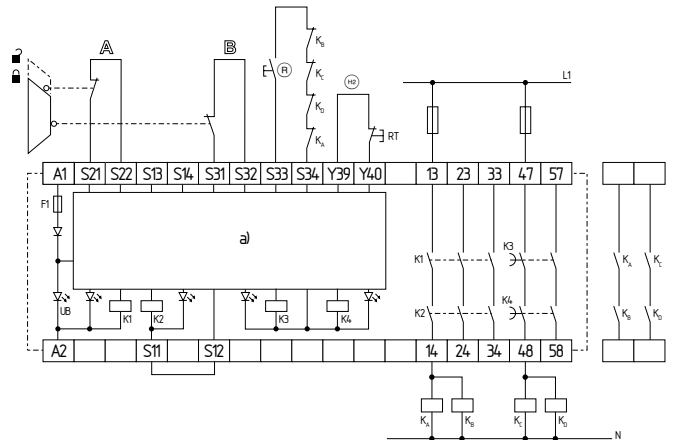 A B
K_B
R K_C H2 L1
K_D
K_A RT
A1 S21 S22 S13 S14 S31 S32 S33 S34 Y39 Y40 13 23 33 47 57
F1
a)
K1 K3 K_A K_C
UB K1 K2 K3 K4 K2 K4 K_B K_D
A2 S11 S12 14 24 34 48 58
K_A K_B K_C K_D
N